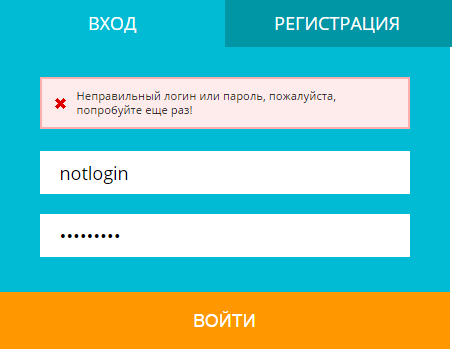 ВХОД РЕГИСТРАЦИЯ
Неправильный логин или пароль, пожалуйста,
попробуйте еще раз!
notlogin
•••••••••
ВОЙТИ